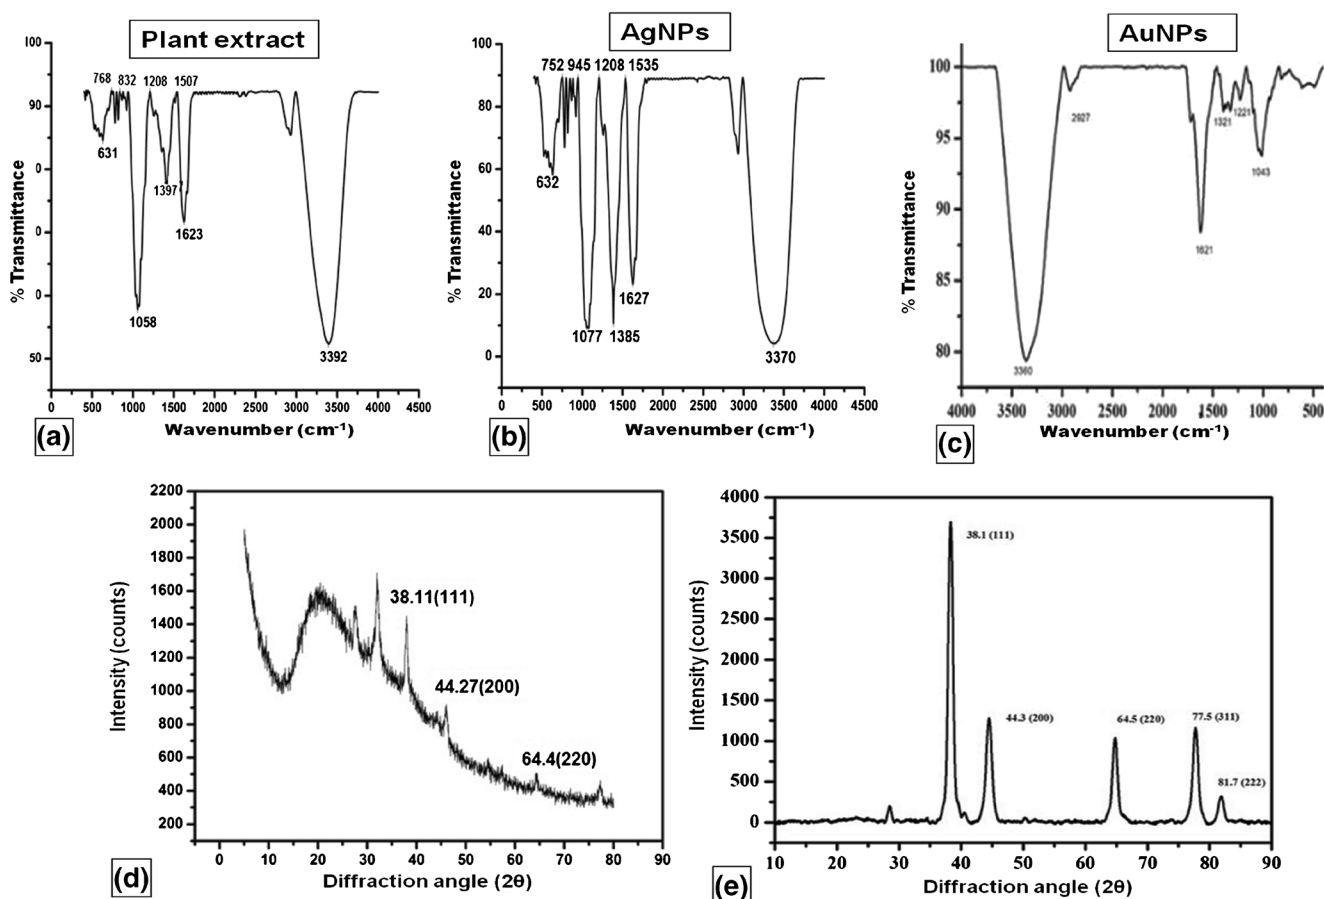 Plant extract
AgNPs
AuNPs
100
90
0
0
0
50
% Transmittance
768 832 1208 1507
631
1058
1397
1623
3392
0 500 1000 1500 2000 2500 3000 3500 4000 4500
Wavenumber (cm⁻¹)
(a)
100
80
60
40
20
0
% Transmittance
752 945 1208 1535
632
1077
1385
1627
3370
0 500 1000 1500 2000 2500 3000 3500 4000 4500
Wavenumber (cm⁻¹)
(b)
100
95
90
85
80
% Transmittance
2927
1321
1221
1043
1621
3360
4000 3500 3000 2500 2000 1500 1000 500
Wavenumber (cm⁻¹)
(c)
2200
2000
1800
1600
1400
1200
1000
800
600
400
200
Intensity (counts)
38.11(111)
44.27(200)
64.4(220)
0 10 20 30 40 50 60 70 80 90
Diffraction angle (2θ)
(d)
4000
3500
3000
2500
2000
1500
1000
500
0
Intensity (counts)
38.1 (111)
44.3 (200)
64.5 (220)
77.5 (311)
81.7 (222)
10 20 30 40 50 60 70 80 90
Diffraction angle (2θ)
(e)